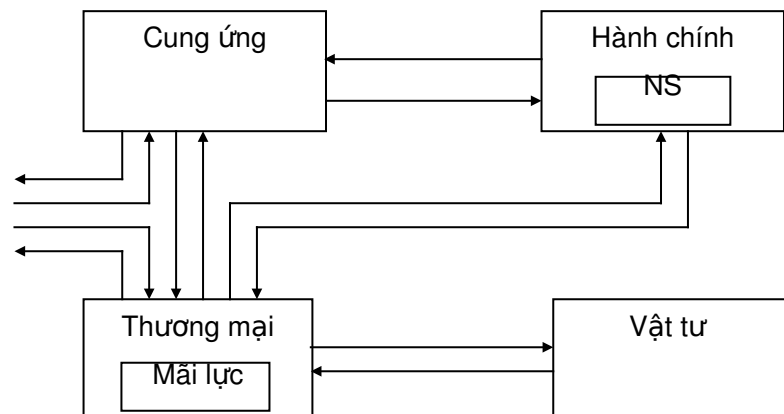 Cung ứng
Hành chính
NS
Thương mại
Mãi lực
Vật tư